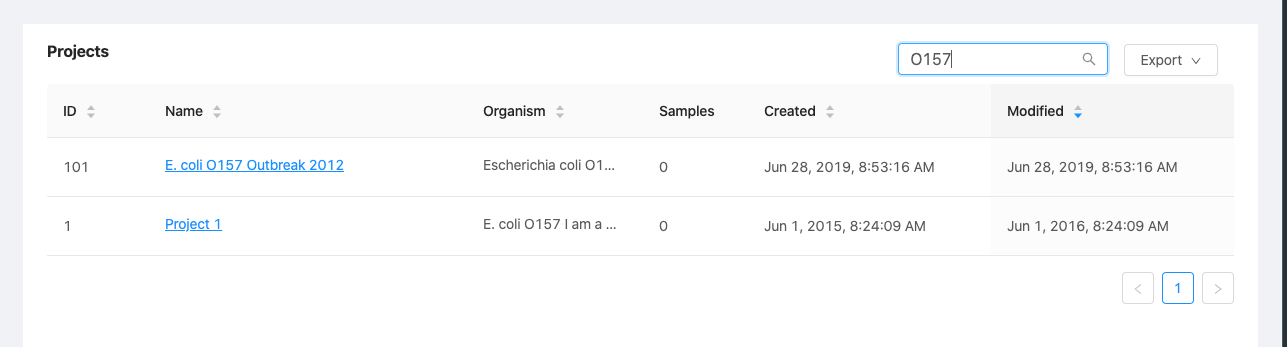 Projects
O157
Export
ID Name Organism Samples Created Modified
101 E. coli O157 Outbreak 2012 Escherichia coli O1... 0 Jun 28, 2019, 8:53:16 AM Jun 28, 2019, 8:53:16 AM
1 Project 1 E. coli O157 I am a ... 0 Jun 1, 2015, 8:24:09 AM Jun 1, 2016, 8:24:09 AM
1